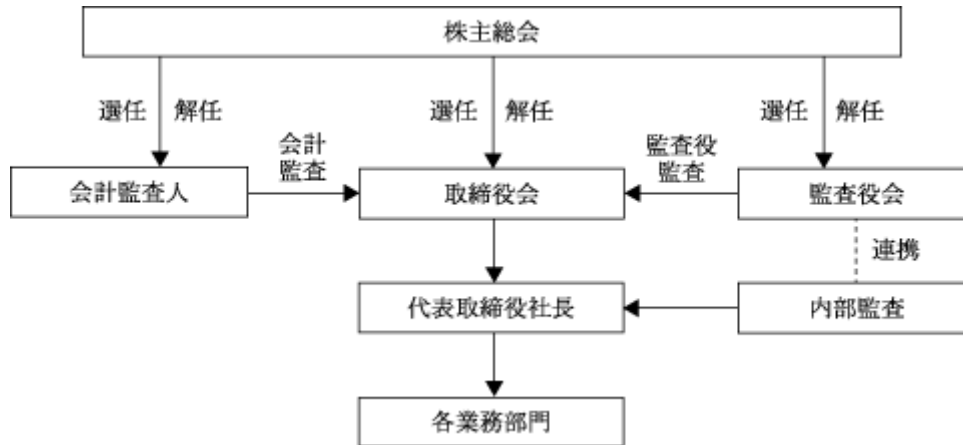 株主総会
選任 解任
選任 解任
選任 解任
会計
監査
監査役
監査
会計監査人
取締役会
監査役会
連携
代表取締役社長
内部監査
各業務部門